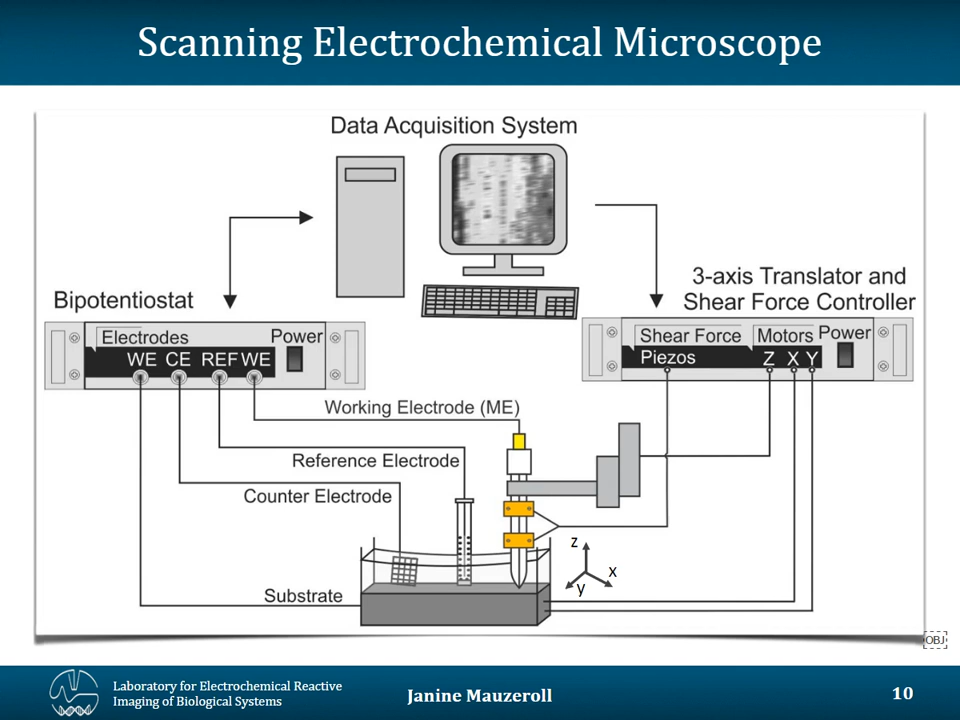 Scanning Electrochemical Microscope
Data Acquisition System
Bipotentiostat
3-axis Translator and
Shear Force Controller
Electrodes
Power
WE CE REF WE
Shear Force
Motors
Power
Piezos
Z X Y
Working Electrode (ME)
Reference Electrode
Counter Electrode
Substrate
z
x
y
OBJ
Laboratory for Electrochemical Reactive
Imaging of Biological Systems
Janine Mauzeroll
10